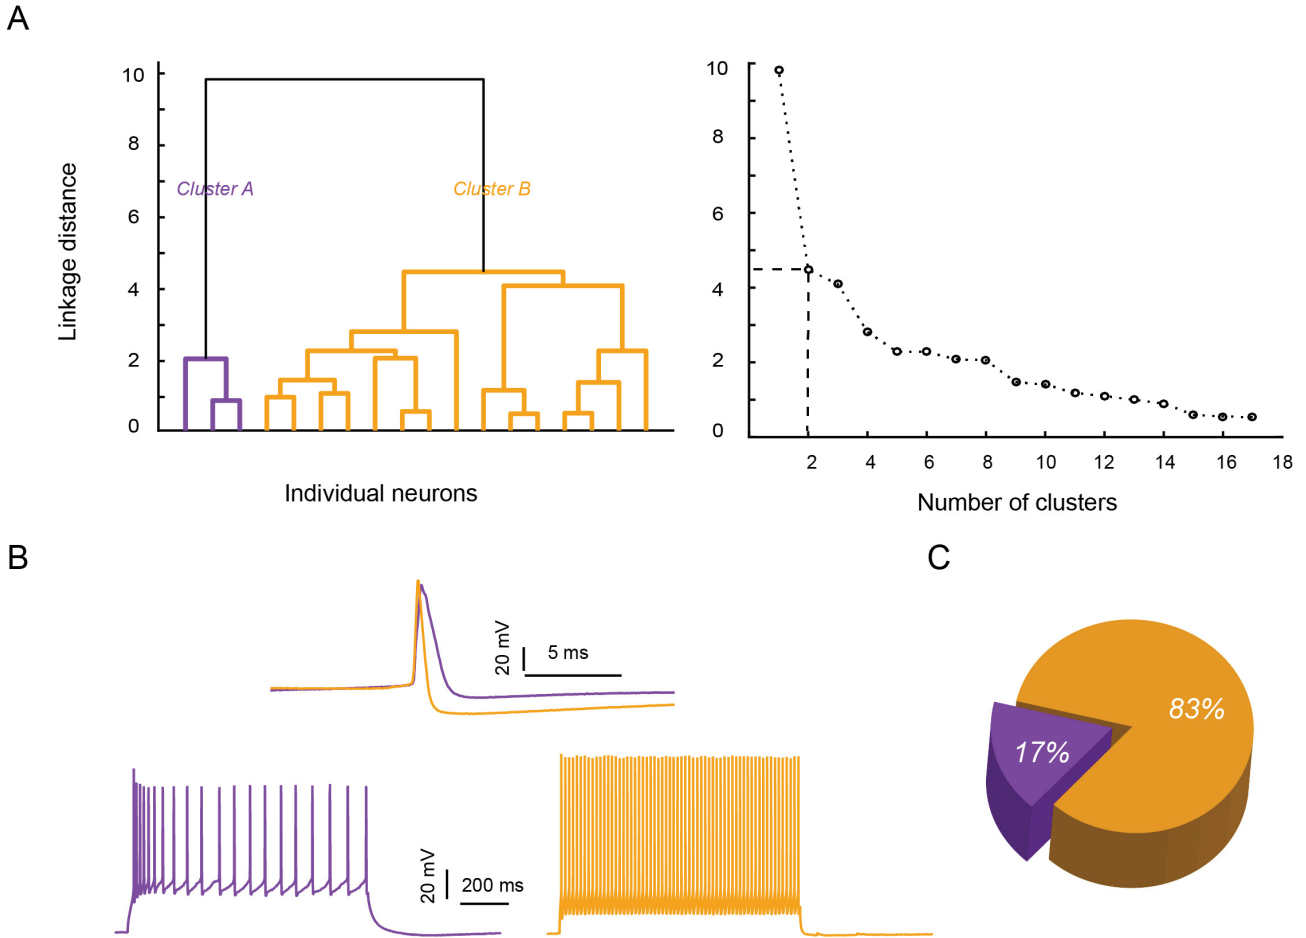 A
10
8
6
4
2
0
Linkage distance
Cluster A
Cluster B
Individual neurons
10
8
6
4
2
0
2 4 6 8 10 12 14 16 18
Number of clusters
B
20 mV
5 ms
20 mV
200 ms
C
83%
17%